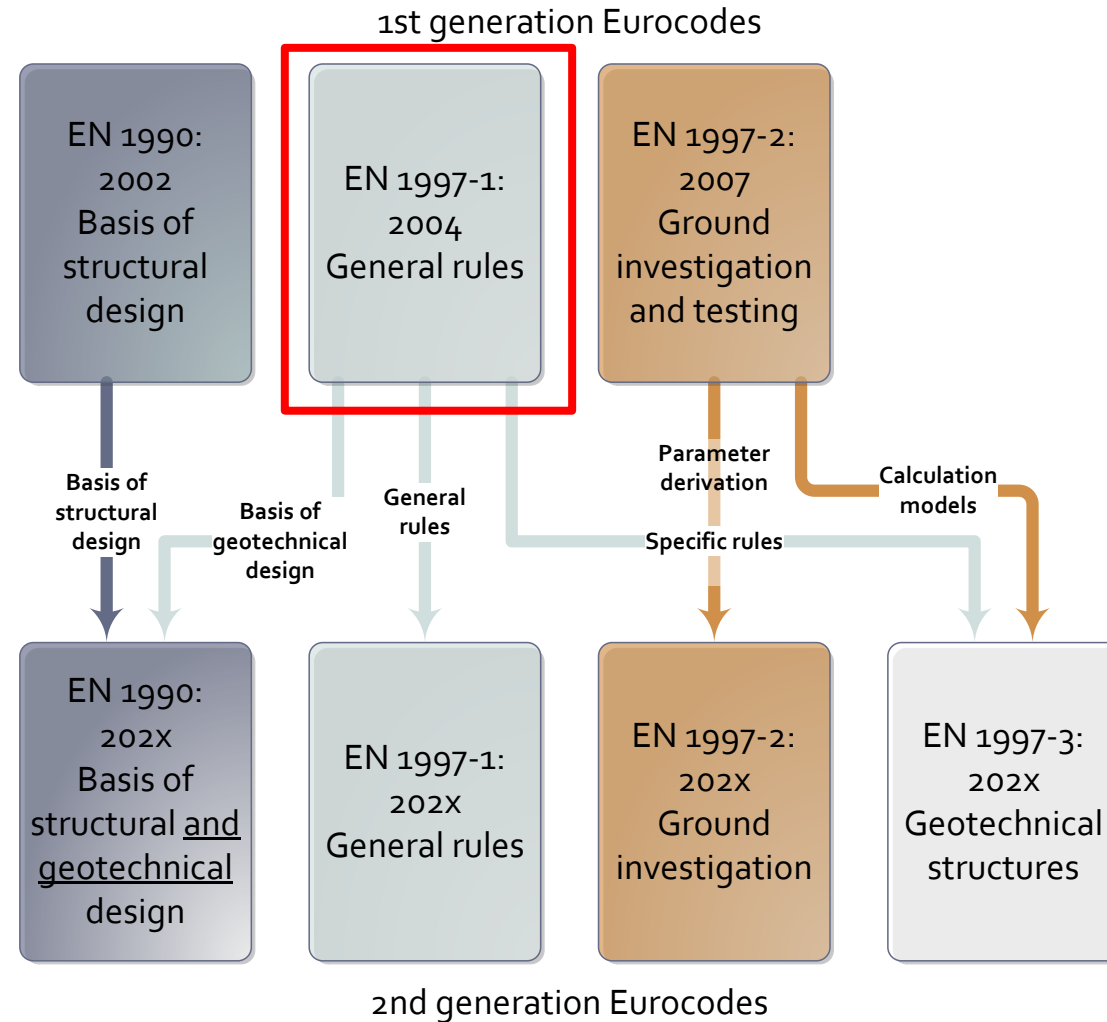 1st generation Eurocodes
EN 1990:
2002
Basis of
structural
design
EN 1997-1:
2004
General rules
EN 1997-2:
2007
Ground
investigation
and testing
Basis of
structural
design
Basis of
geotechnical
design
General
rules
Parameter
derivation
Specific rules
Calculation
models
EN 1990:
202X
Basis of
structural and
geotechnical
design
EN 1997-1:
202X
General rules
EN 1997-2:
202X
Ground
investigation
EN 1997-3:
202X
Geotechnical
structures
2nd generation Eurocodes